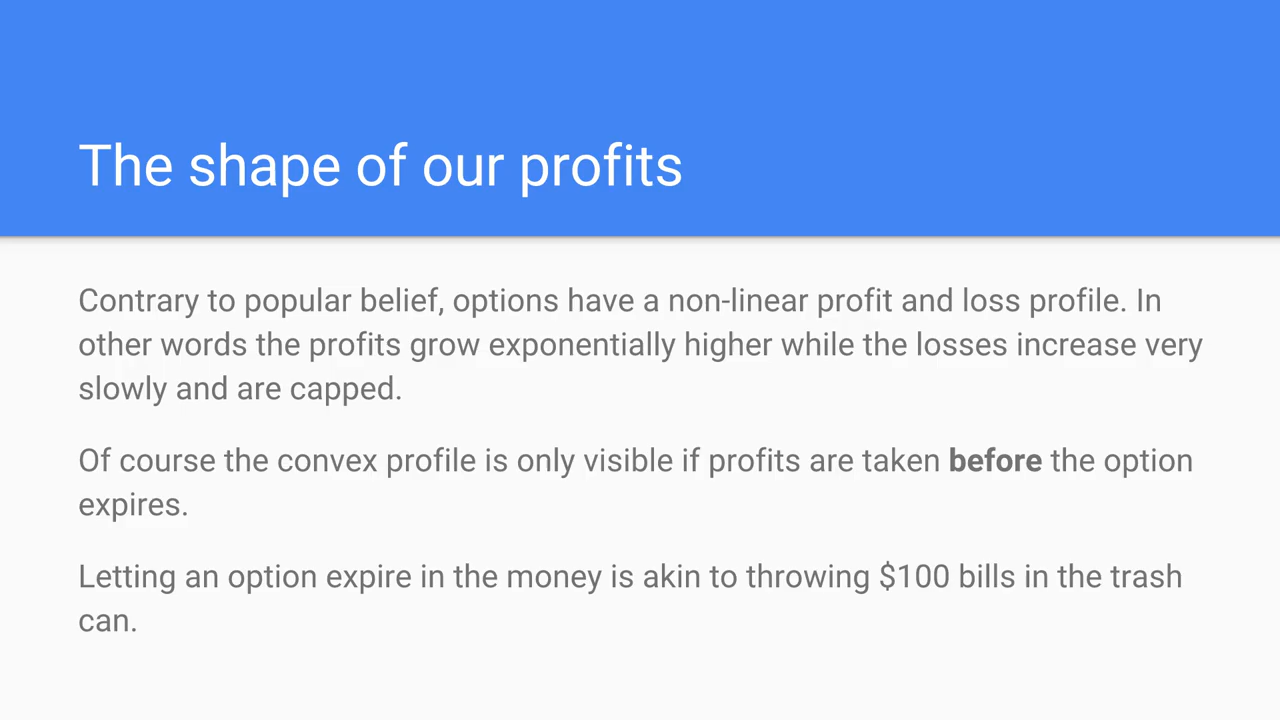 The shape of our profits
Contrary to popular belief, options have a non-linear profit and loss profile. In
other words the profits grow exponentially higher while the losses increase very
slowly and are capped.
Of course the convex profile is only visible if profits are taken before the option
expires.
Letting an option expire in the money is akin to throwing $100 bills in the trash
can.